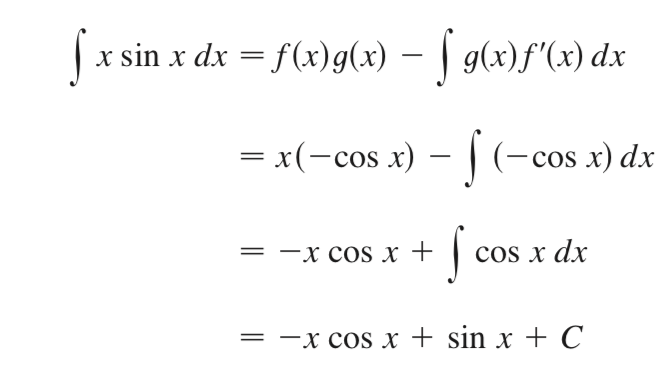 ∫ x sin x dx = f(x)g(x) − ∫ g(x)f′(x) dx
= x(−cos x) − ∫ (−cos x) dx
= −x cos x + ∫ cos x dx
= −x cos x + sin x + C